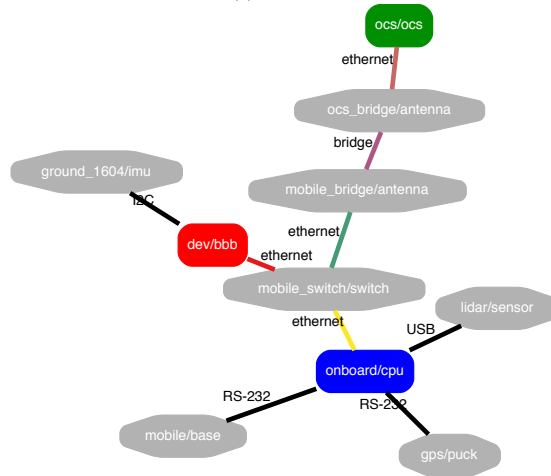 ocs/ocs
ethernet
ocs_bridge/antenna
bridge
ground_1604/imu
mobile_bridge/antenna
I2C
ethernet
dev/bbb
ethernet
mobile_switch/switch
lidar/sensor
ethernet
USB
onboard/cpu
RS-232
RS-232
mobile/base
gps/puck